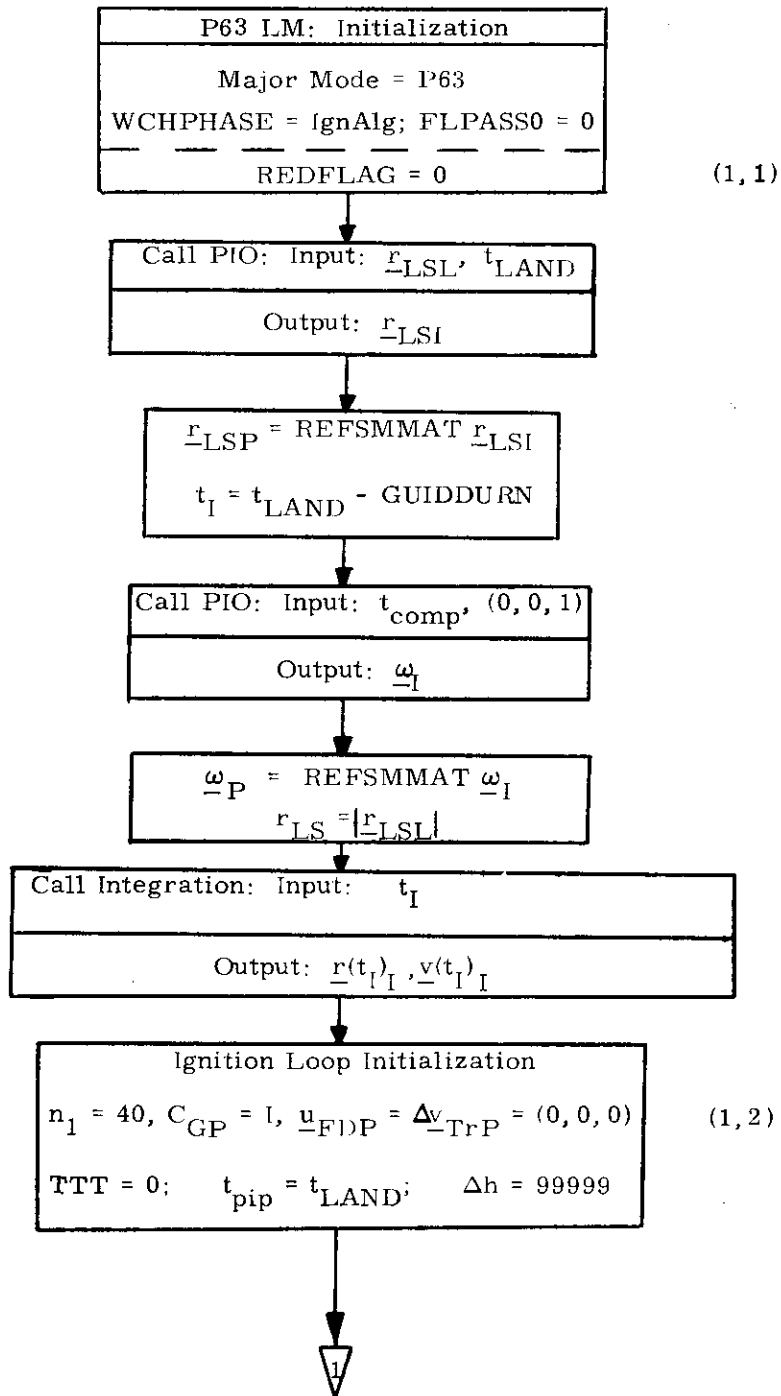 P63 LM: Initialization
Major Mode = P63
WCHPHASE = IgnAlg; FLPASS0 = 0
REDFLAG = 0
(1, 1)
Call PIO: Input: r_LSL, t_LAND
Output: r_LSI
r_LSP = REFSMMAT r_LSI
t_I = t_LAND - GUIDDURN
Call PIO: Input: t_comp, (0, 0, 1)
Output: ω_I
ω_P = REFSMMAT ω_I
r_LS = |r_LSL|
Call Integration: Input: t_I
Output: r(t_I)_I, v(t_I)_I
Ignition Loop Initialization
n_1 = 40, C_GP = I, u_FDP = Δv_TrP = (0, 0, 0)
(1, 2)
TTT = 0; t_pip = t_LAND; Δh = 99999
1